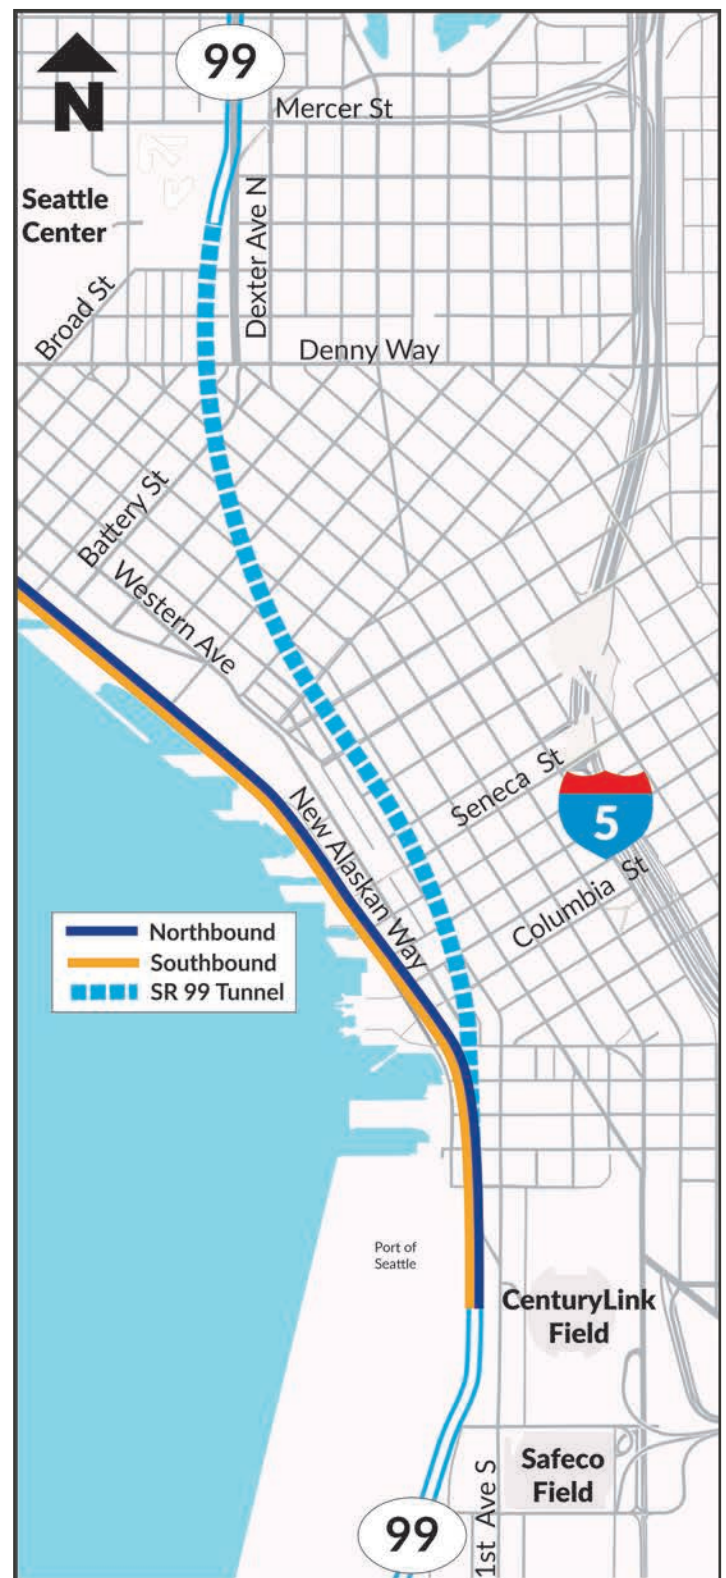 99
N
Mercer St
Seattle
Center
Dexter Ave N
Broad St
Denny Way
Battery St
Western Ave
Seneca St
New Alaskan Way
5
Columbia St
Northbound
Southbound
SR 99 Tunnel
Port of
Seattle
CenturyLink
Field
Safeco
Field
1st Ave S
99